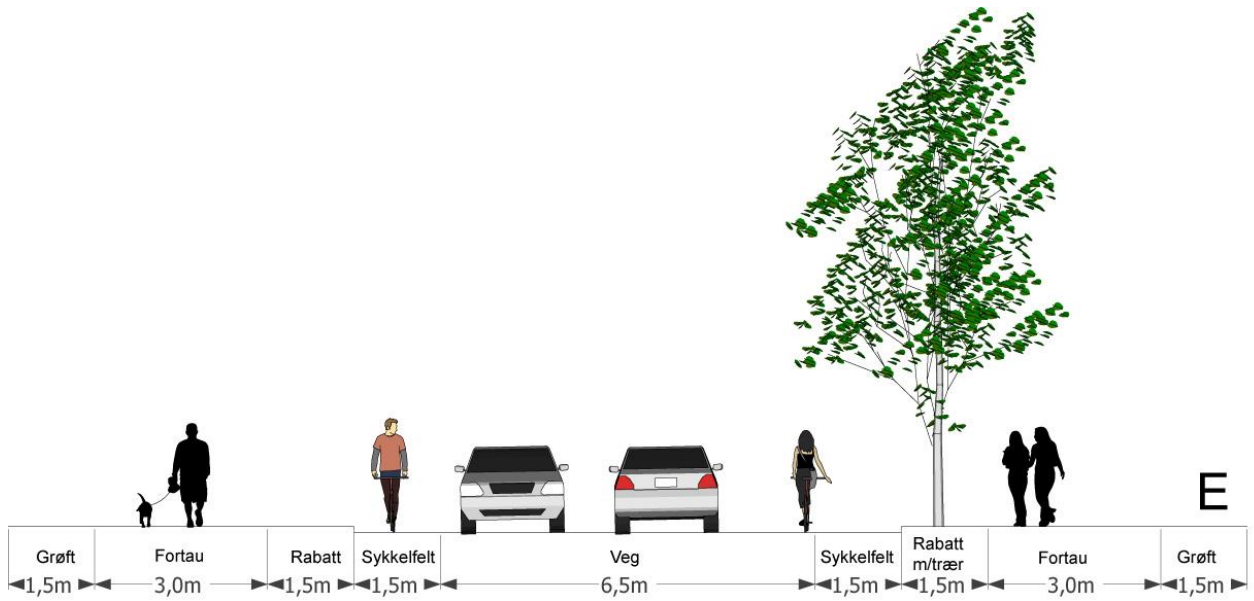 E
Grøft Fortau Rabatt Sykkelfelt Veg Sykkelfelt Rabatt m/trær Fortau Grøft
1,5m 3,0m 1,5m 1,5m 6,5m 1,5m 1,5m 3,0m 1,5m